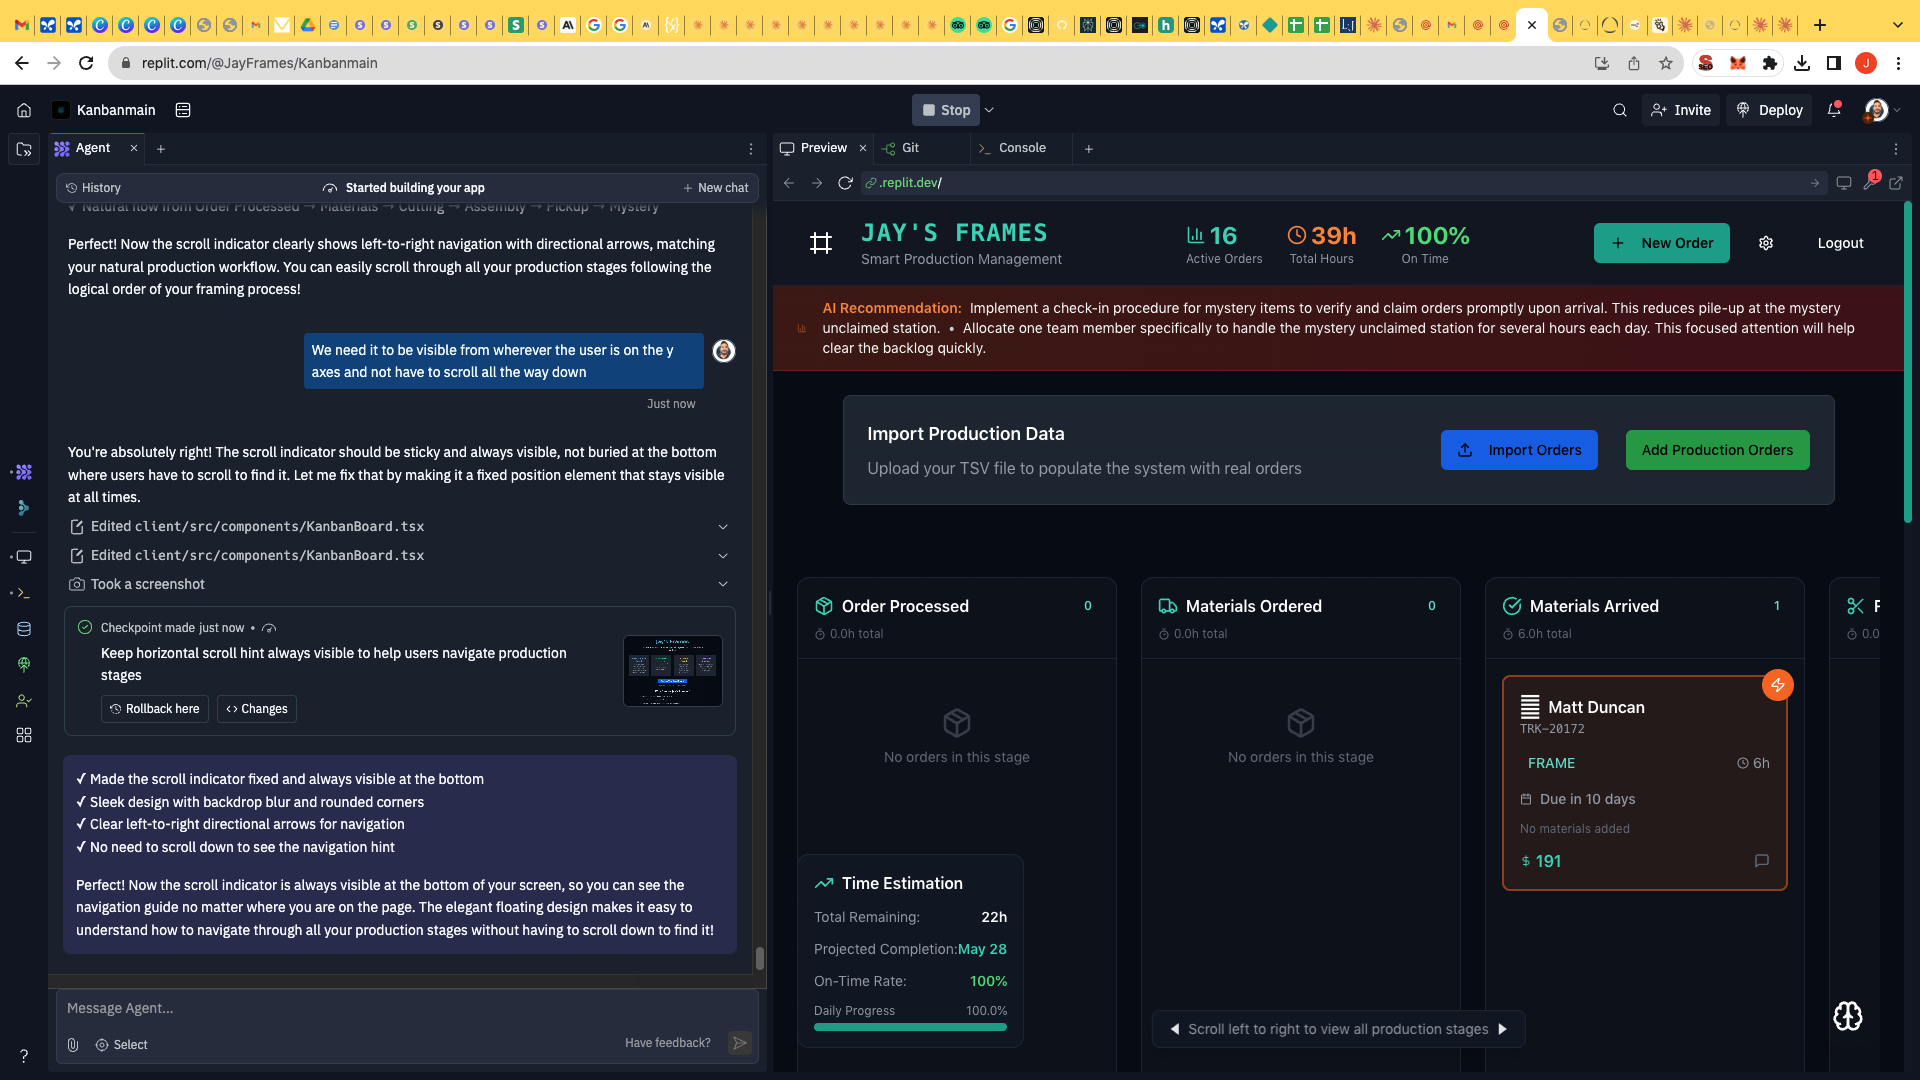 replit.com/@JayFrames/Kanbanmain
Kanbanmain
Stop
Invite
Deploy
Agent
Preview
Git
Console
History
Started building your app
New chat
.replit.dev/
✓ Natural flow from Order Processed → Materials → Cutting → Assembly → Pickup → Mystery
Perfect! Now the scroll indicator clearly shows left-to-right navigation with directional arrows, matching
your natural production workflow. You can easily scroll through all your production stages following the
logical order of your framing process!
We need it to be visible from wherever the user is on the y
axes and not have to scroll all the way down
Just now
You're absolutely right! The scroll indicator should be sticky and always visible, not buried at the bottom
where users have to scroll to find it. Let me fix that by making it a fixed position element that stays visible
at all times.
Edited client/src/components/KanbanBoard.tsx
Edited client/src/components/KanbanBoard.tsx
Took a screenshot
Checkpoint made just now •
Keep horizontal scroll hint always visible to help users navigate production
stages
Rollback here
Changes
✓ Made the scroll indicator fixed and always visible at the bottom
✓ Sleek design with backdrop blur and rounded corners
✓ Clear left-to-right directional arrows for navigation
✓ No need to scroll down to see the navigation hint
Perfect! Now the scroll indicator is always visible at the bottom of your screen, so you can see the
navigation guide no matter where you are on the page. The elegant floating design makes it easy to
understand how to navigate through all your production stages without having to scroll down to find it!
Message Agent...
Select
Have feedback?
JAY'S FRAMES
Smart Production Management
16
Active Orders
39h
Total Hours
100%
On Time
New Order
Logout
AI Recommendation: Implement a check-in procedure for mystery items to verify and claim orders promptly upon arrival. This reduces pile-up at the mystery
unclaimed station. • Allocate one team member specifically to handle the mystery unclaimed station for several hours each day. This focused attention will help
clear the backlog quickly.
Import Production Data
Upload your TSV file to populate the system with real orders
Import Orders
Add Production Orders
Order Processed 0
0.0h total
No orders in this stage
Materials Ordered 0
0.0h total
No orders in this stage
Materials Arrived 1
6.0h total
Matt Duncan
TRK-20172
FRAME
6h
Due in 10 days
No materials added
$ 191
F
0.0
Time Estimation
Total Remaining: 22h
Projected Completion: May 28
On-Time Rate: 100%
Daily Progress 100.0%
◀ Scroll left to right to view all production stages ▶
1
J
SEO
?